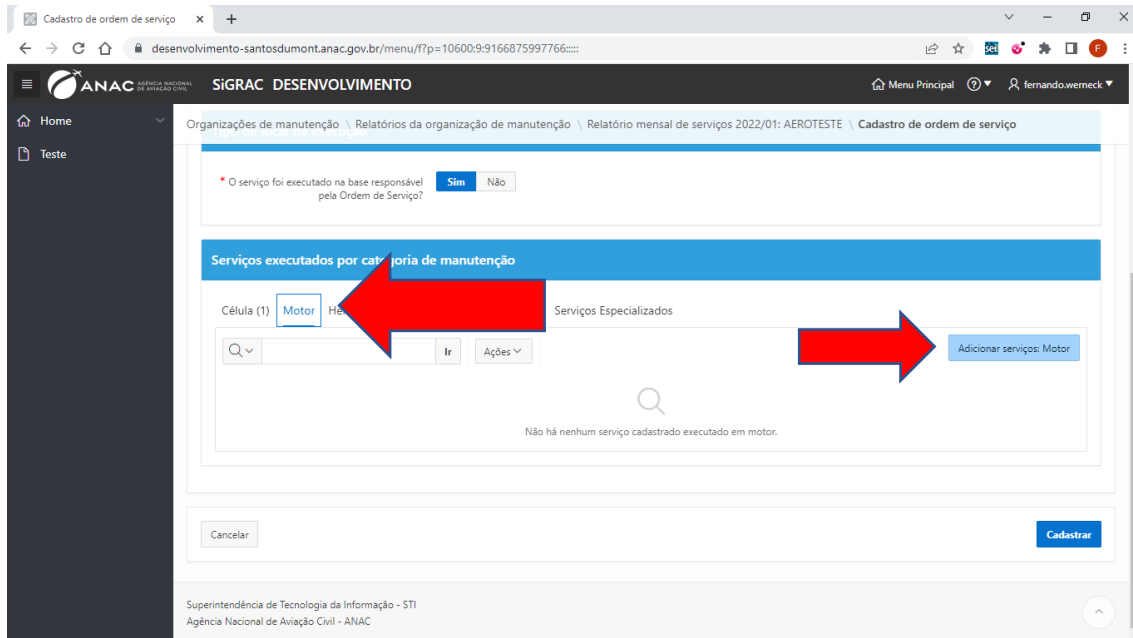 Cadastro de ordem de serviço
desenvolvimento-santosdumont.anac.gov.br/menu/f?p=10600:9:9166875997766:::::
sei
F
ANAC AGÊNCIA NACIONAL DE AVIAÇÃO CIVIL
SiGRAC DESENVOLVIMENTO
Menu Principal
fernando.werneck
Home
Teste
Organizações de manutenção \ Relatórios da organização de manutenção \ Relatório mensal de serviços 2022/01: AEROTESTE \ Cadastro de ordem de serviço
* O serviço foi executado na base responsável pela Ordem de Serviço?
Sim Não
Serviços executados por categoria de manutenção
Célula (1) Motor Serviços Especializados
Ir Ações
Adicionar serviços: Motor
Não há nenhum serviço cadastrado executado em motor.
Cancelar
Cadastrar
Superintendência de Tecnologia da Informação - STI
Agência Nacional de Aviação Civil - ANAC